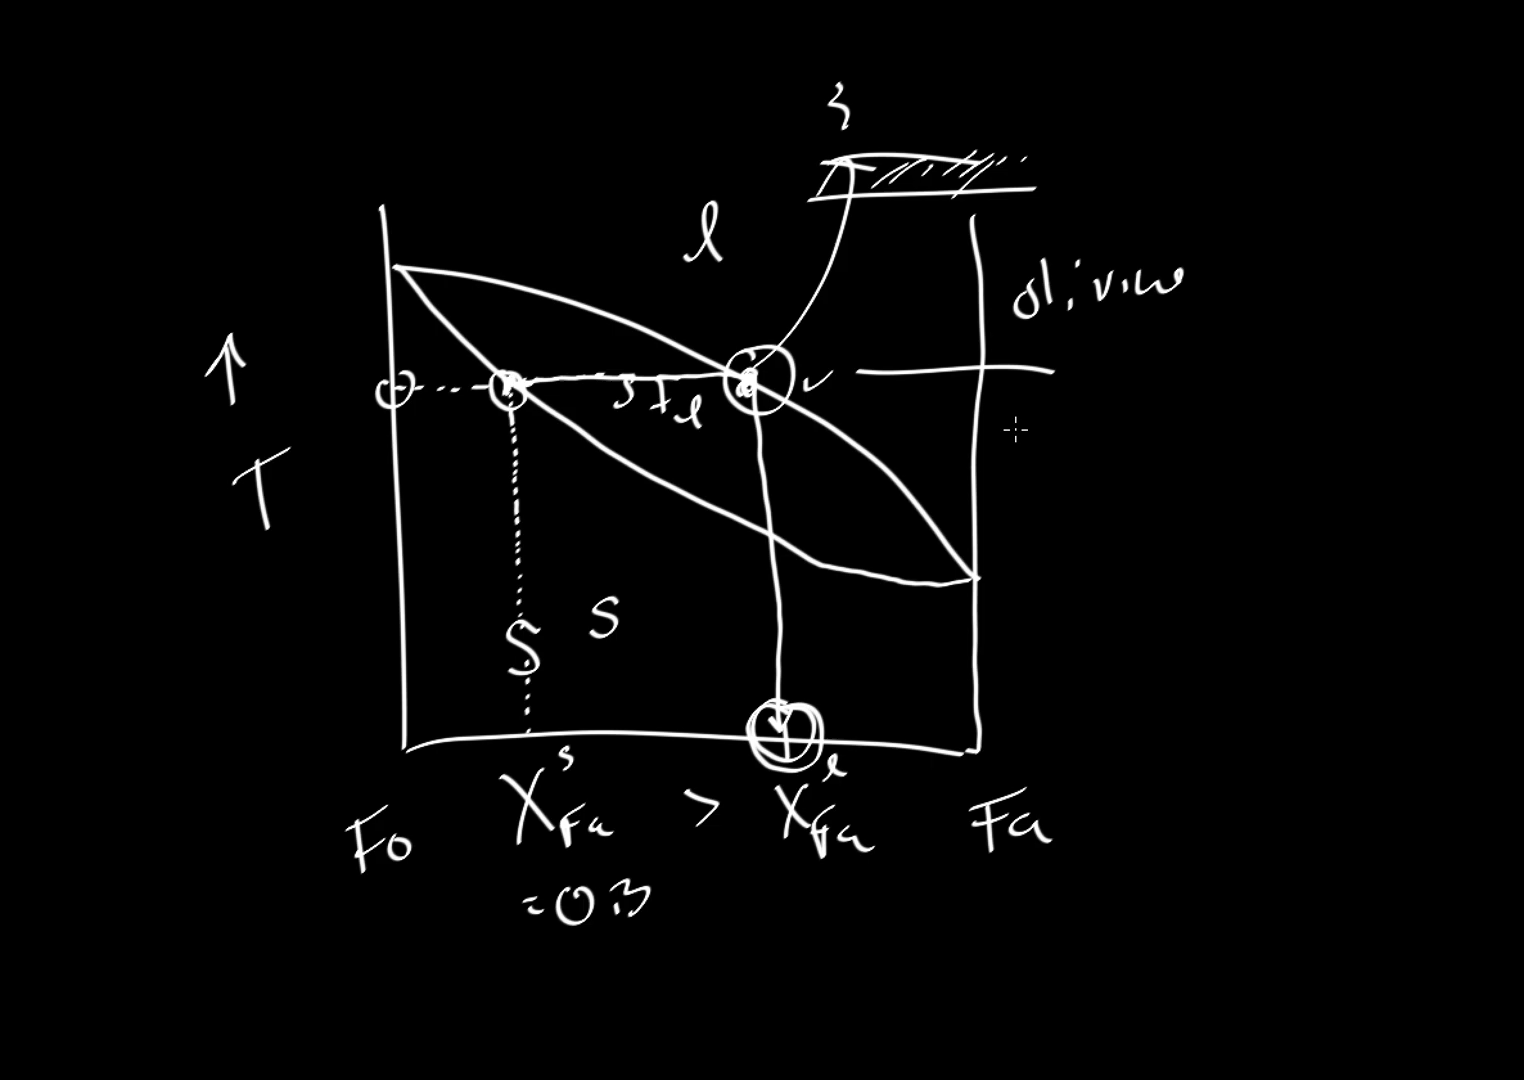 l
olivine
↑
T
s + l
S
S
Fo
X^s_Fa > X^l_Fa
Fa
= 0.3